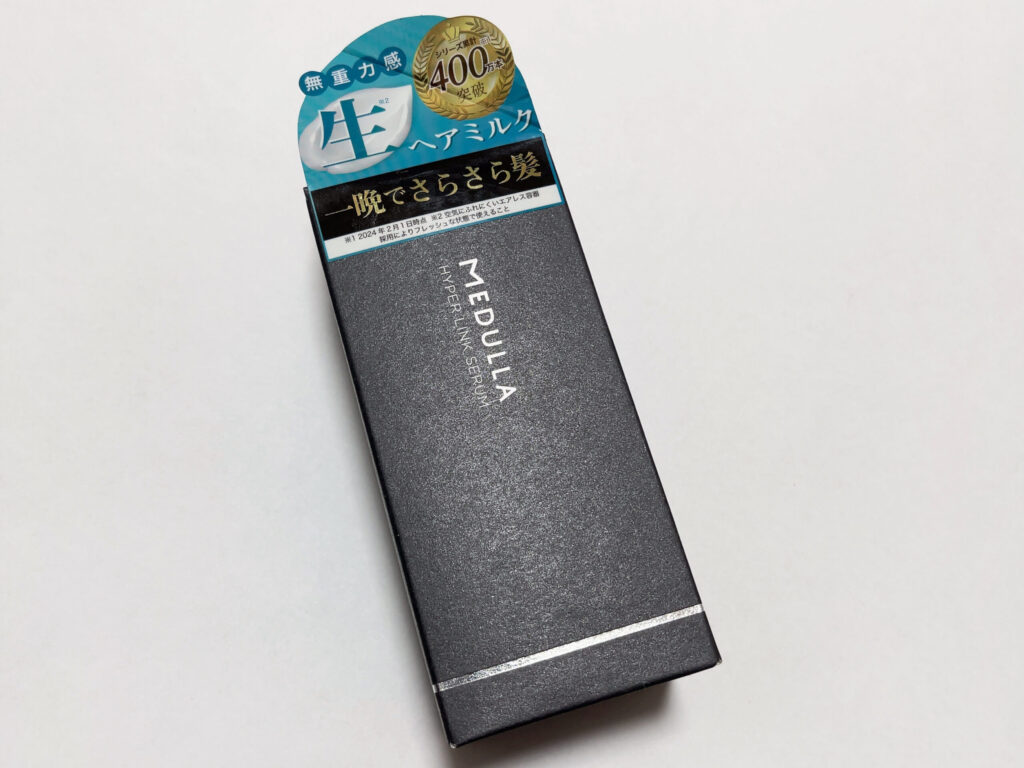 無重力感
シリーズ累計※1
400万本
突破
生※2
ヘアミルク
一晩でさらさら髪
※1 2024年2月1日時点 ※2 空気にふれにくいエアレス容器
採用によりフレッシュな状態で使えること
MEDULLA
HYPER LINK SERUM